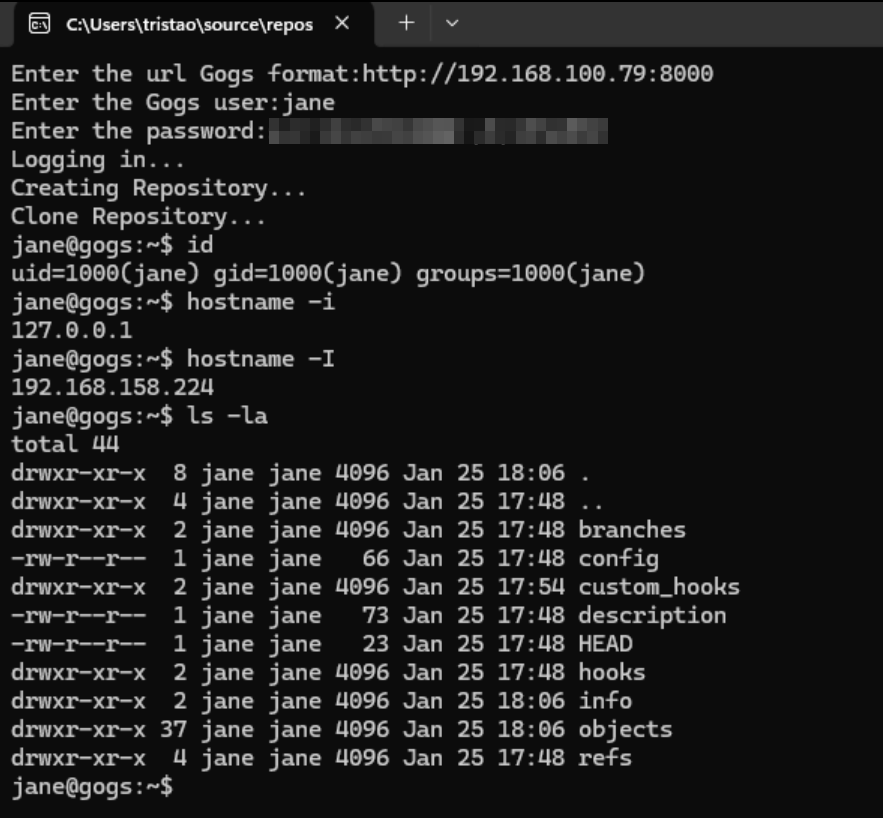 C:\Users\tristao\source\repos
Enter the url Gogs format:http://192.168.100.79:8000
Enter the Gogs user:jane
Enter the password:
Logging in...
Creating Repository...
Clone Repository...
jane@gogs:~$ id
uid=1000(jane) gid=1000(jane) groups=1000(jane)
jane@gogs:~$ hostname -i
127.0.0.1
jane@gogs:~$ hostname -I
192.168.158.224
jane@gogs:~$ ls -la
total 44
drwxr-xr-x  8 jane jane 4096 Jan 25 18:06 .
drwxr-xr-x  4 jane jane 4096 Jan 25 17:48 ..
drwxr-xr-x  2 jane jane 4096 Jan 25 17:48 branches
-rw-r--r--  1 jane jane   66 Jan 25 17:48 config
drwxr-xr-x  2 jane jane 4096 Jan 25 17:54 custom_hooks
-rw-r--r--  1 jane jane   73 Jan 25 17:48 description
-rw-r--r--  1 jane jane   23 Jan 25 17:48 HEAD
drwxr-xr-x  2 jane jane 4096 Jan 25 17:48 hooks
drwxr-xr-x  2 jane jane 4096 Jan 25 18:06 info
drwxr-xr-x 37 jane jane 4096 Jan 25 18:06 objects
drwxr-xr-x  4 jane jane 4096 Jan 25 17:48 refs
jane@gogs:~$